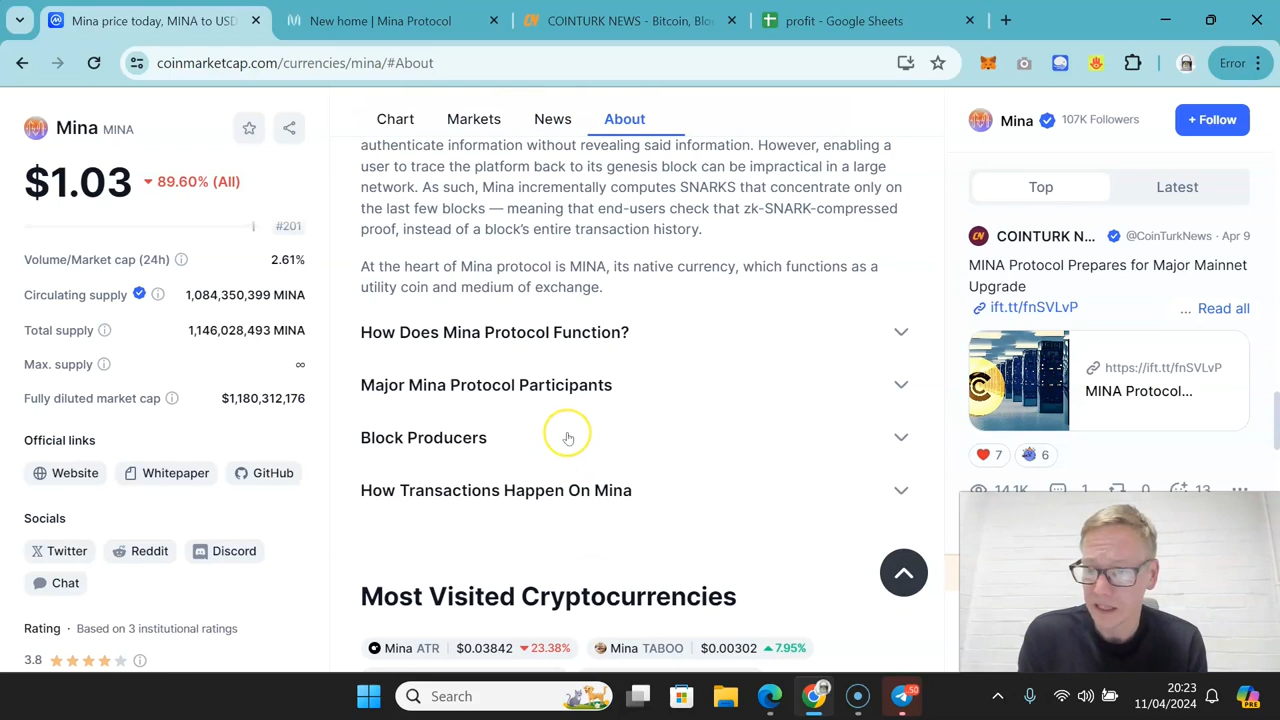 Mina price today, MINA to USD
New home | Mina Protocol
COINTURK NEWS - Bitcoin, Blo
profit - Google Sheets
coinmarketcap.com/currencies/mina/#About
Error
Mina MINA
$1.03 89.60% (All)
#201
Volume/Market cap (24h) 2.61%
Circulating supply 1,084,350,399 MINA
Total supply 1,146,028,493 MINA
Max. supply ∞
Fully diluted market cap $1,180,312,176
Official links
Website Whitepaper GitHub
Socials
Twitter Reddit Discord
Chat
Rating · Based on 3 institutional ratings
3.8
Chart Markets News About
authenticate information without revealing said information. However, enabling a
user to trace the platform back to its genesis block can be impractical in a large
network. As such, Mina incrementally computes SNARKS that concentrate only on
the last few blocks — meaning that end-users check that zk-SNARK-compressed
proof, instead of a block’s entire transaction history.
At the heart of Mina protocol is MINA, its native currency, which functions as a
utility coin and medium of exchange.
How Does Mina Protocol Function?
Major Mina Protocol Participants
Block Producers
How Transactions Happen On Mina
Most Visited Cryptocurrencies
Mina ATR $0.03842 23.38%
Mina TABOO $0.00302 7.95%
Mina 107K Followers + Follow
Top Latest
COINTURK N... @CoinTurkNews · Apr 9
MINA Protocol Prepares for Major Mainnet
Upgrade
ift.tt/fnSVLvP ... Read all
https://ift.tt/fnSVLvP
MINA Protocol...
7 6
14.1K 1 0 13
Search
50
20:23
11/04/2024
PRE